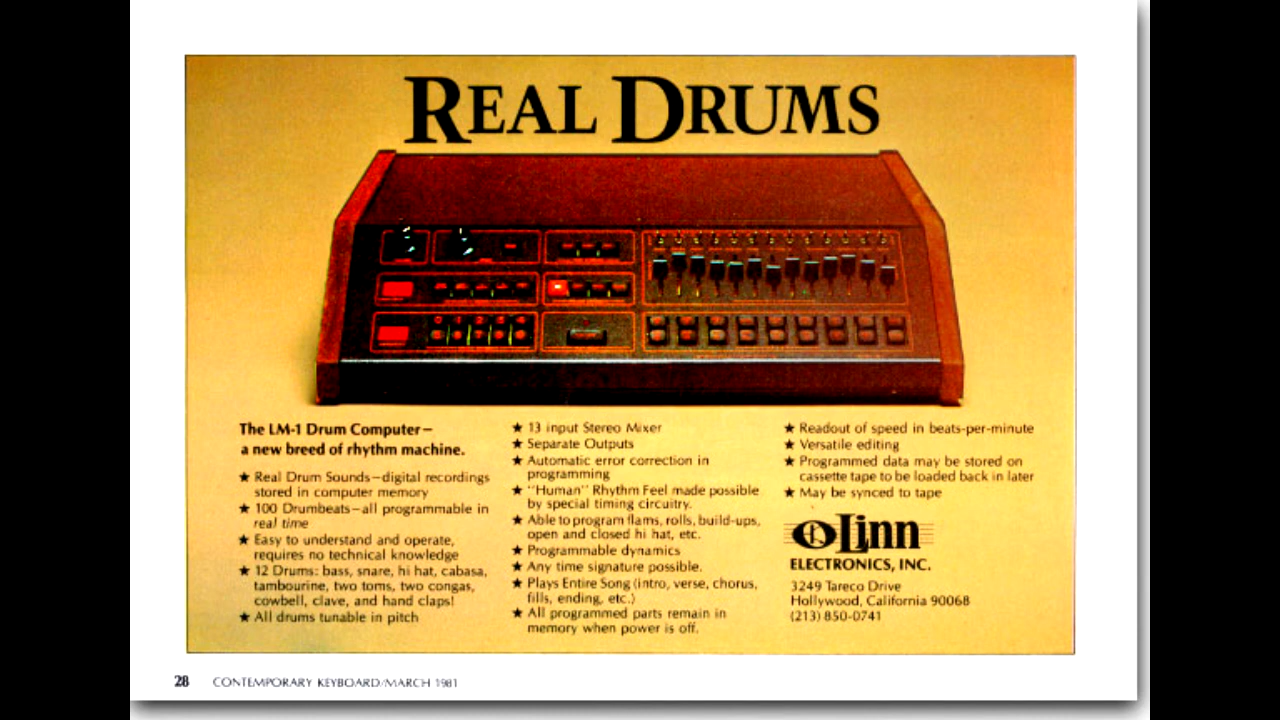 REAL DRUMS
The LM-1 Drum Computer—
a new breed of rhythm machine.
★ Real Drum Sounds—digital recordings
stored in computer memory
★ 100 Drumbeats—all programmable in
real time
★ Easy to understand and operate,
requires no technical knowledge
★ 12 Drums: bass, snare, hi hat, cabasa,
tambourine, two toms, two congas,
cowbell, clave, and hand claps!
★ All drums tunable in pitch
★ 13 input Stereo Mixer
★ Separate Outputs
★ Automatic error correction in
programming
★ "Human" Rhythm Feel made possible
by special timing circuitry.
★ Able to program flams, rolls, build-ups,
open and closed hi hat, etc.
★ Programmable dynamics
★ Any time signature possible.
★ Plays Entire Song (intro, verse, chorus,
fills, ending, etc.)
★ All programmed parts remain in
memory when power is off.
★ Readout of speed in beats-per-minute
★ Versatile editing
★ Programmed data may be stored on
cassette tape to be loaded back in later
★ May be synced to tape
Linn
ELECTRONICS, INC.
3249 Tareco Drive
Hollywood, California 90068
(213) 850-0741
28 CONTEMPORARY KEYBOARD/MARCH 1981